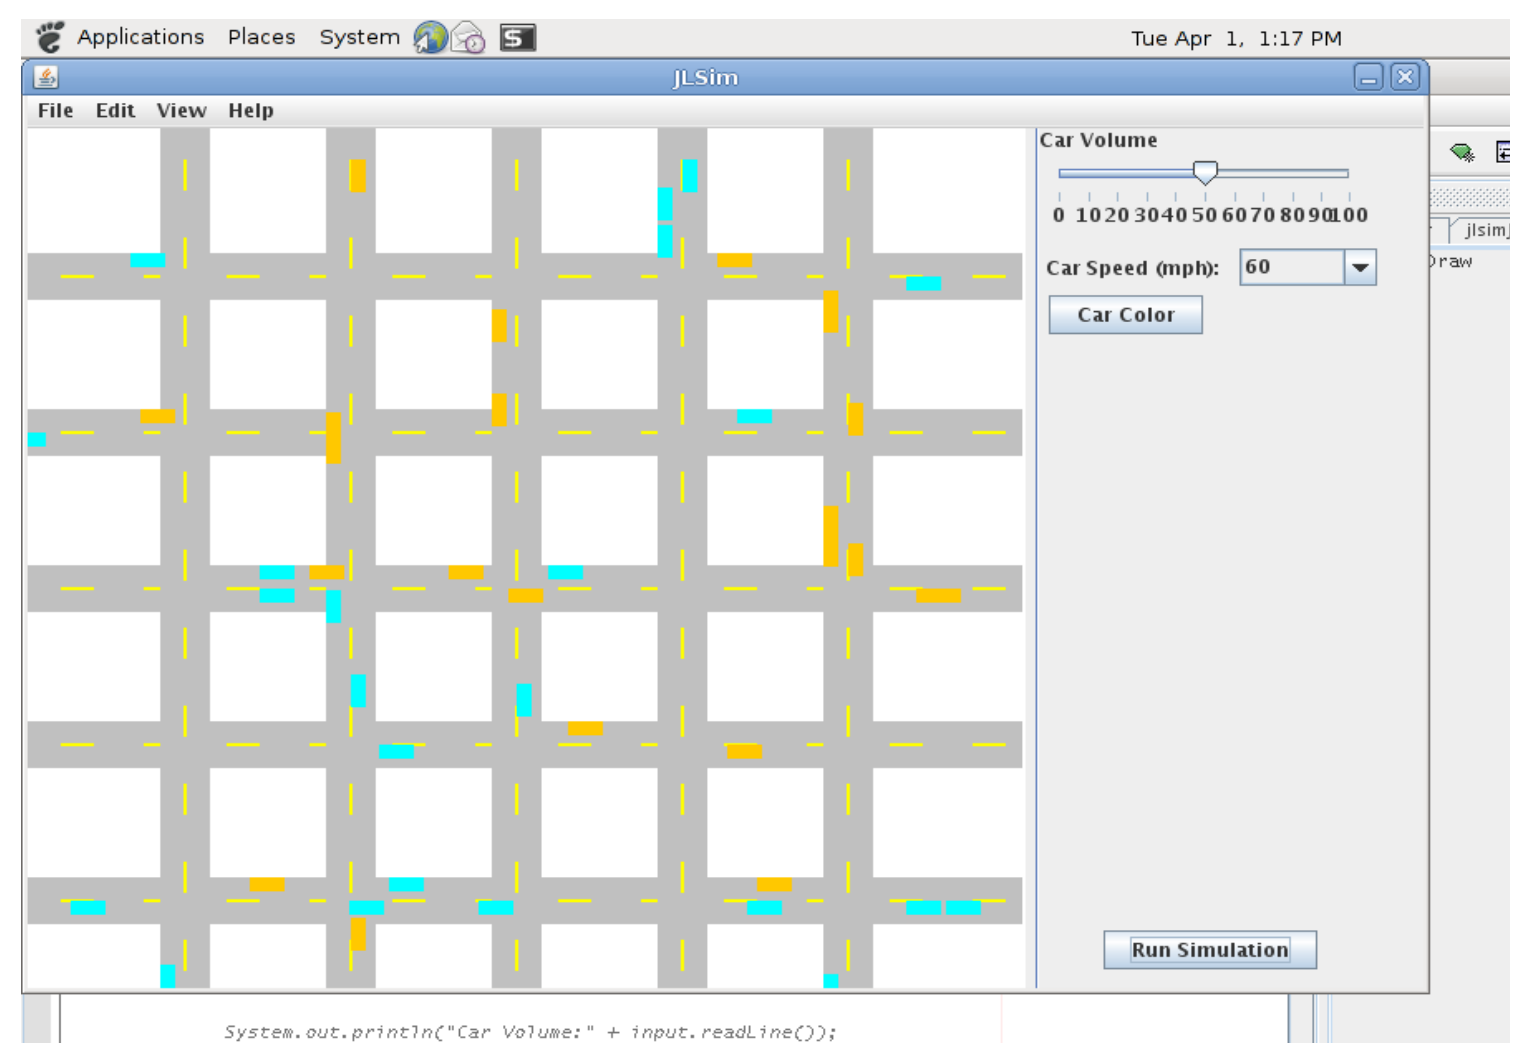 Applications Places System
Tue Apr 1, 1:17 PM
JLSim
File Edit View Help
Car Volume
0 10 20 30 40 50 60 70 80 90 100
Car Speed (mph): 60
Car Color
jlsim
Draw
Run Simulation
System.out.println("Car Volume:" + input.readLine());